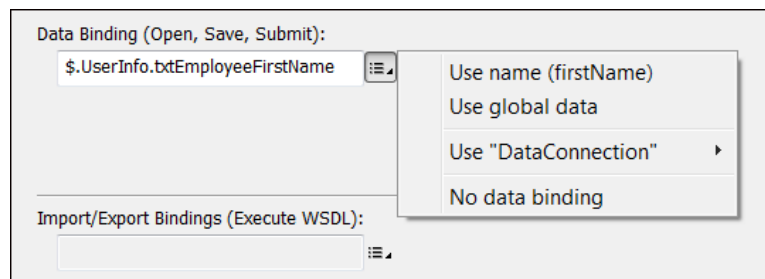 Data Binding (Open, Save, Submit):
$.UserInfo.txtEmployeeFirstName
Use name (firstName)
Use global data
Use "DataConnection"
No data binding
Import/Export Bindings (Execute WSDL):